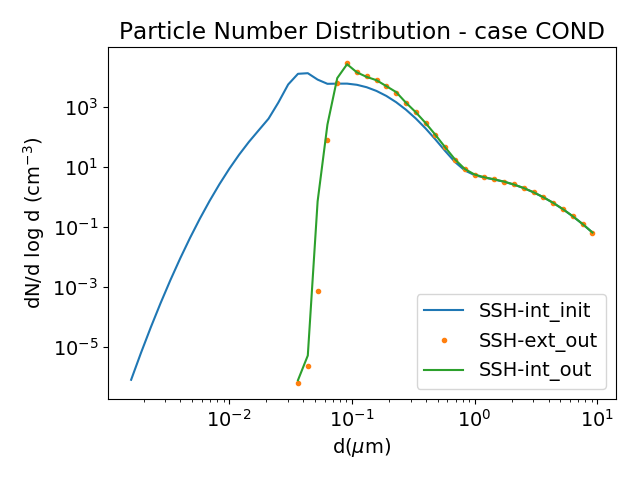 Particle Number Distribution - case COND
dN/d log d (cm⁻³)
10³
10¹
10⁻¹
10⁻³
10⁻⁵
SSH-int_init
SSH-ext_out
SSH-int_out
10⁻² 10⁻¹ 10⁰ 10¹
d(μm)